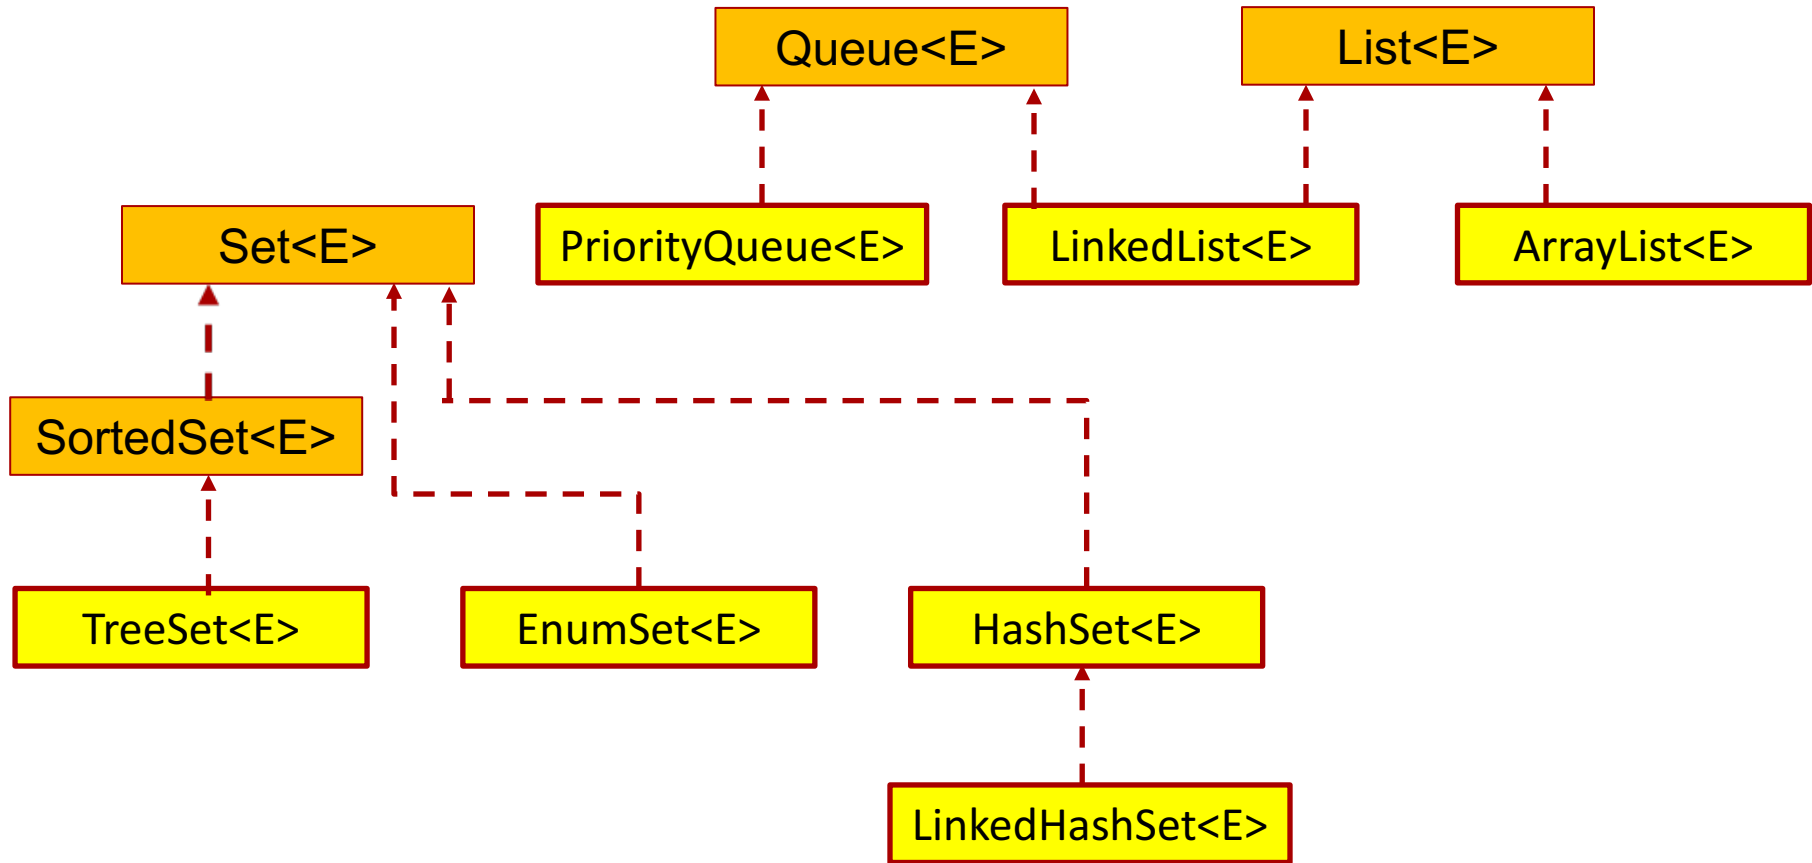 Queue<E>
List<E>
Set<E>
PriorityQueue<E>
LinkedList<E>
ArrayList<E>
SortedSet<E>
TreeSet<E>
EnumSet<E>
HashSet<E>
LinkedHashSet<E>